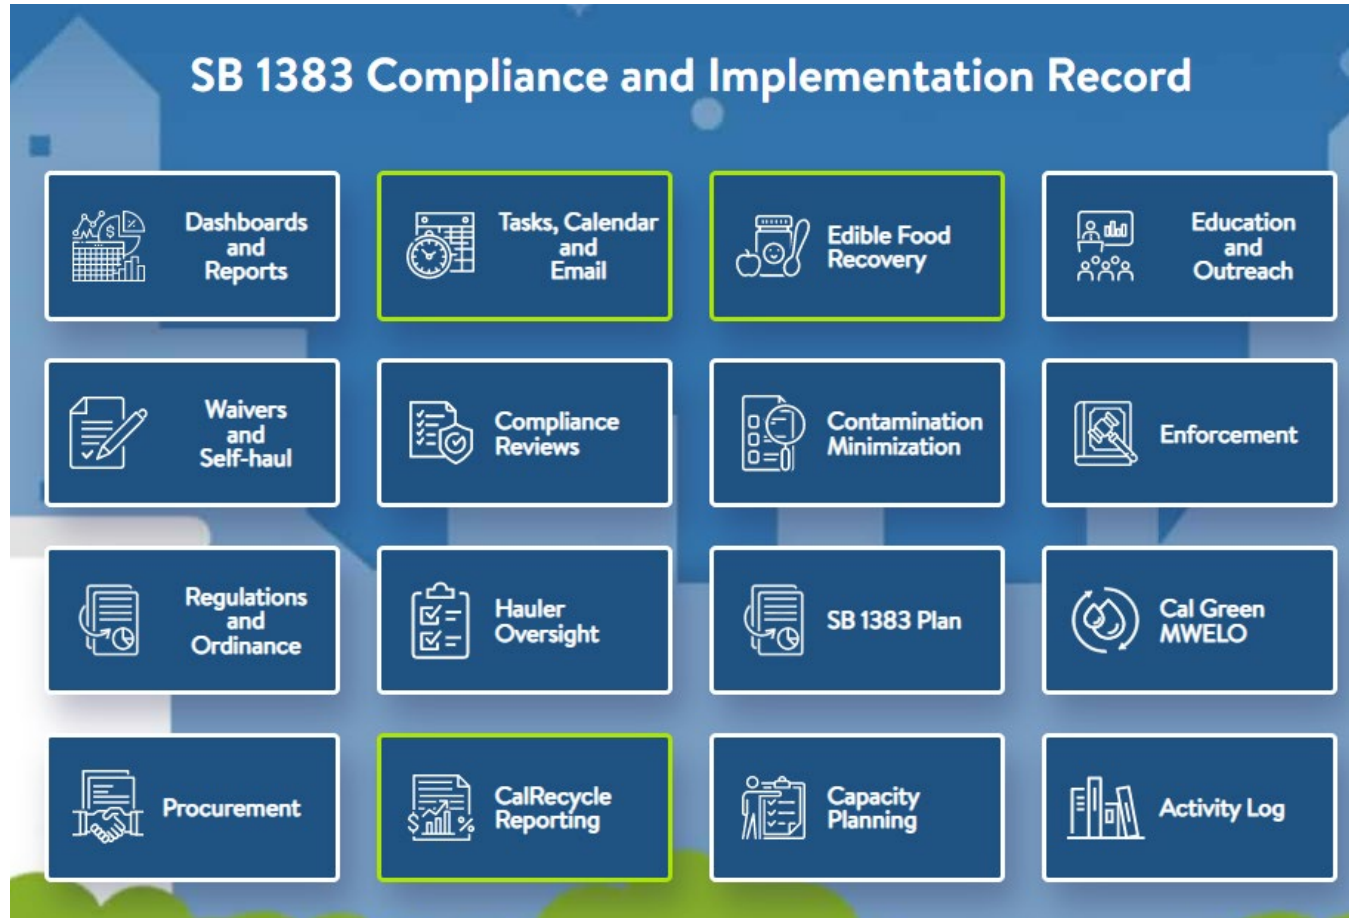 SB 1383 Compliance and Implementation Record
Dashboards
and
Reports
Tasks, Calendar
and
Email
Edible Food
Recovery
Education
and
Outreach
Waivers
and
Self-haul
Compliance
Reviews
Contamination
Minimization
Enforcement
Regulations
and
Ordinance
Hauler
Oversight
SB 1383 Plan
Cal Green
MWELO
Procurement
CalRecycle
Reporting
Capacity
Planning
Activity Log